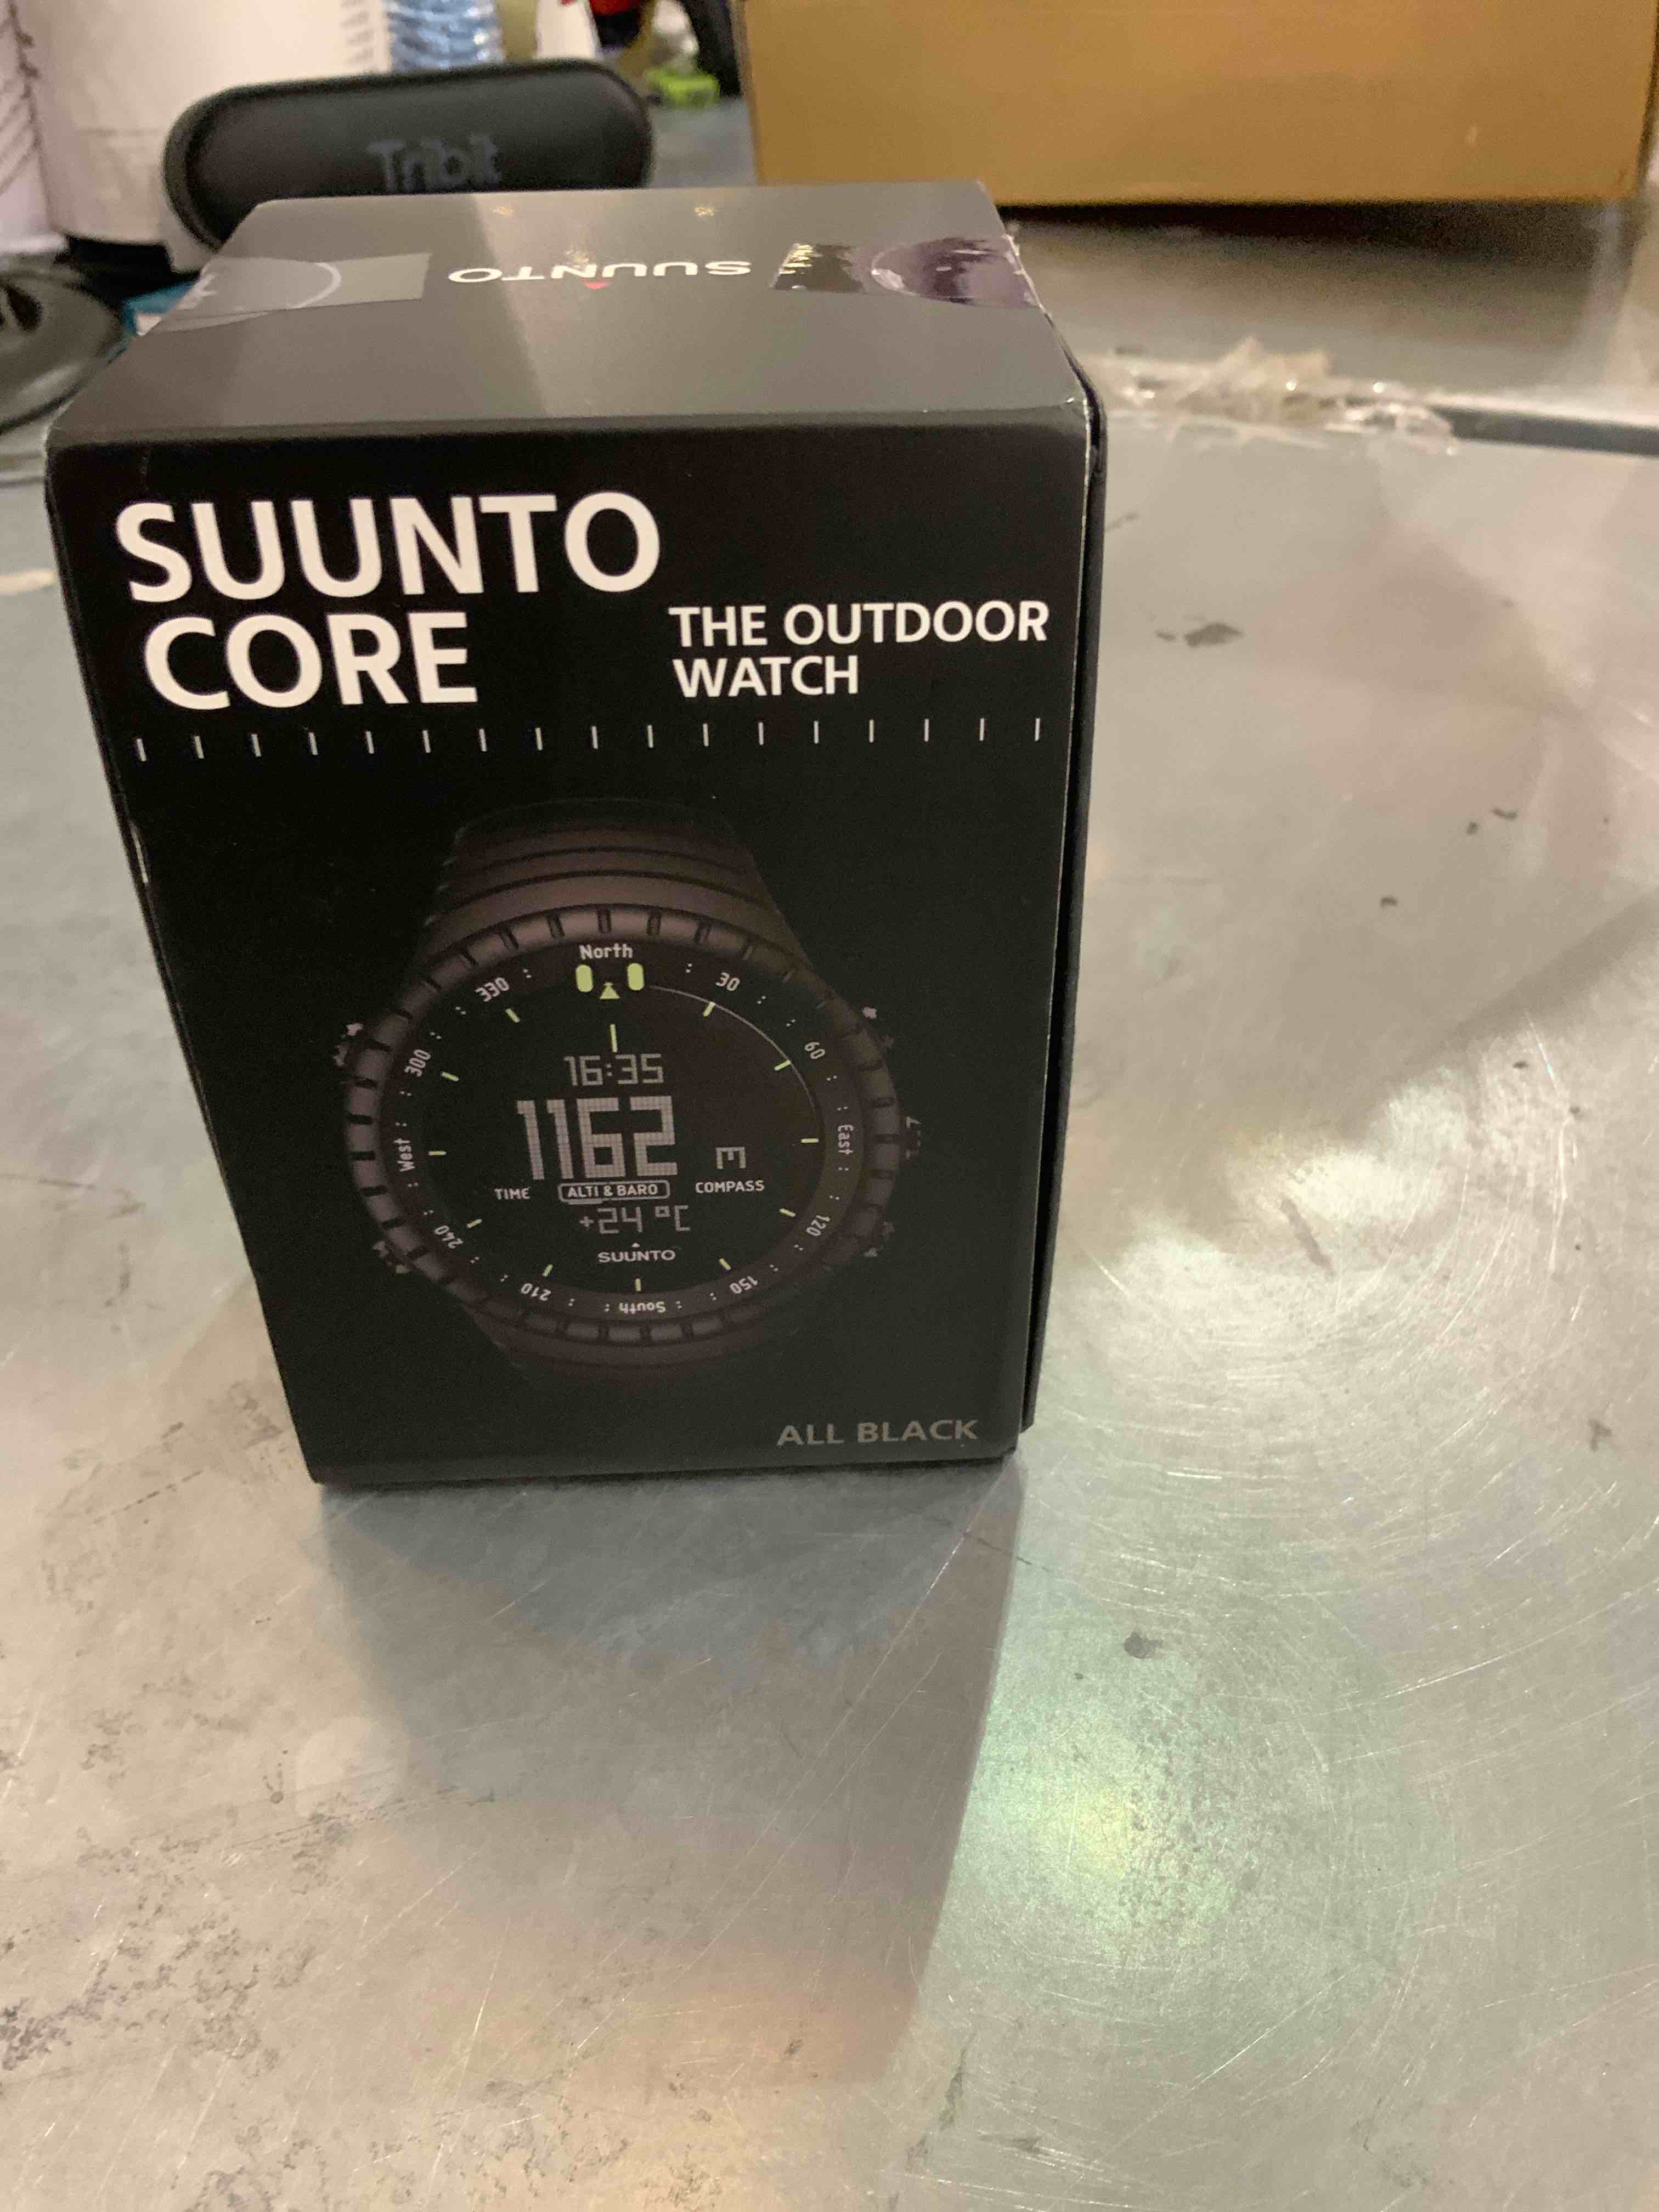 Tribit
SUUNTO
SUUNTO
CORE
THE OUTDOOR
WATCH
North
330
30
300
60
16:35
1162
m
West
East
TIME
ALTI & BARO
COMPASS
+24 °C
SUUNTO
240
120
210
150
South
ALL BLACK